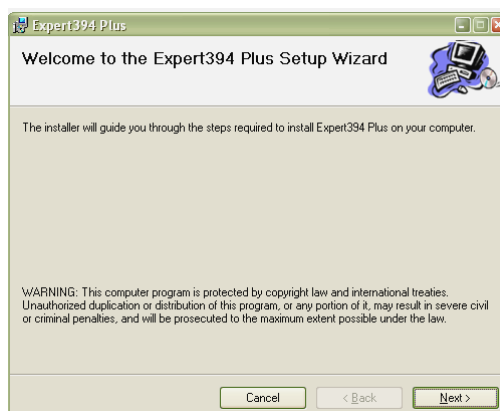 Expert394 Plus
Welcome to the Expert394 Plus Setup Wizard
The installer will guide you through the steps required to install Expert394 Plus on your computer.
WARNING: This computer program is protected by copyright law and international treaties.
Unauthorized duplication or distribution of this program, or any portion of it, may result in severe civil
or criminal penalties, and will be prosecuted to the maximum extent possible under the law.
Cancel < Back Next >